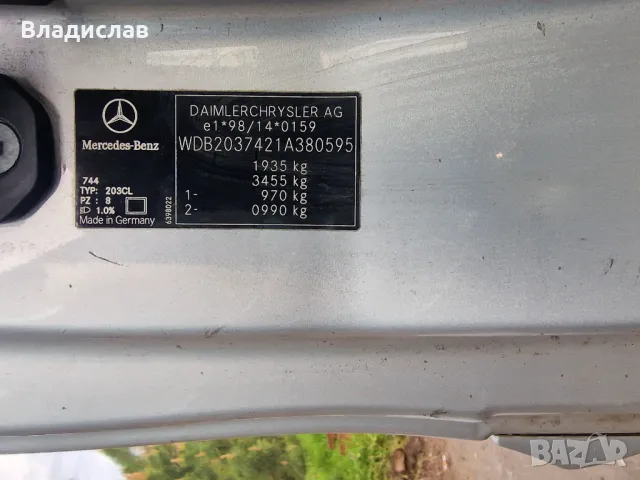 Владислав
DAIMLERCHRYSLER AG
e1*98/14*0159
WDB2037421A380595
1935 kg
3455 kg
1- 970 kg
2- 0990 kg
Mercedes-Benz
744
TYP: 203CL
PZ : 8
1.0%
Made in Germany
6398022
BAZAR